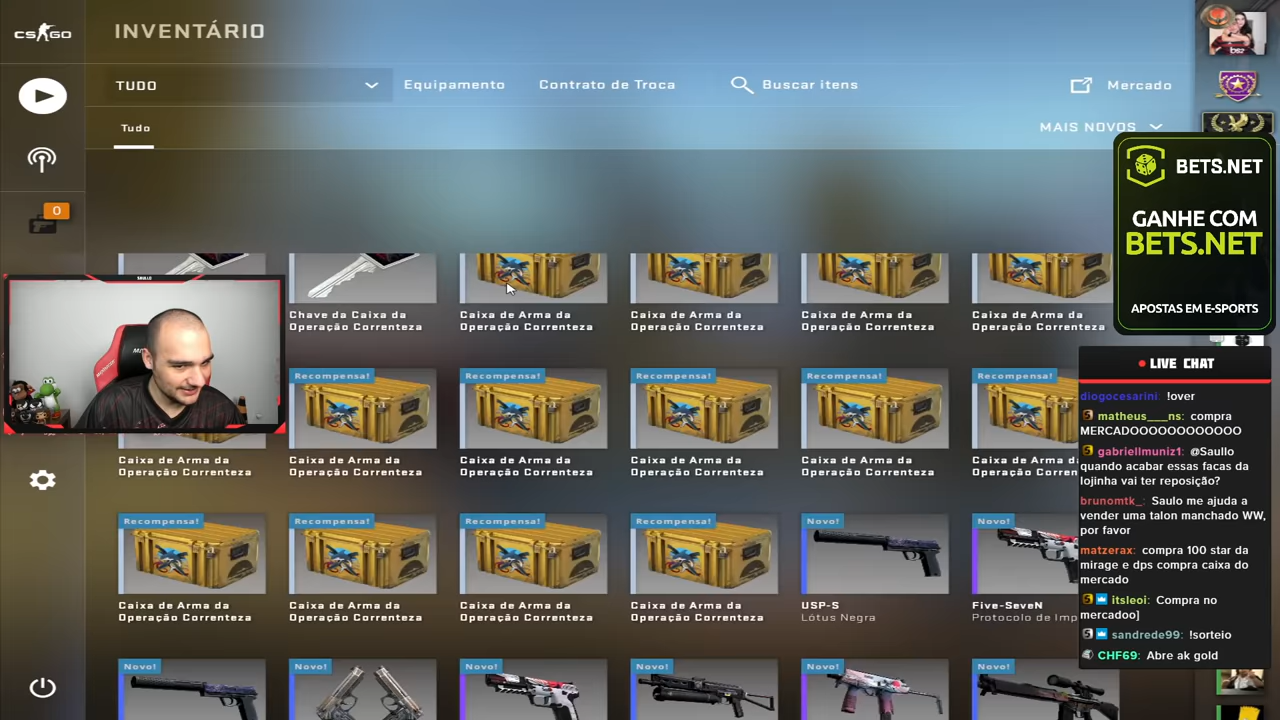 CS GO
INVENTÁRIO
TUDO
Equipamento
Contrato de Troca
Buscar itens
Mercado
Tudo
MAIS NOVOS
0
BETS.NET
GANHE COM
BETS.NET
APOSTAS EM E-SPORTS
SAULLO
Chave da Caixa da
Operação Correnteza
Caixa de Arma da
Operação Correnteza
Caixa de Arma da
Operação Correnteza
Caixa de Arma da
Operação Correnteza
Caixa de Arma da
Operação Correnteza
Recompensa!
Recompensa!
Recompensa!
Recompensa!
Recompensa!
Caixa de Arma da
Operação Correnteza
Caixa de Arma da
Operação Correnteza
Caixa de Arma da
Operação Correnteza
Caixa de Arma da
Operação Correnteza
Caixa de Arma da
Operação Correnteza
Caixa de Arma da
Operação Correntez
Recompensa!
Recompensa!
Recompensa!
Recompensa!
Novo!
Novo!
Caixa de Arma da
Operação Correnteza
Caixa de Arma da
Operação Correnteza
Caixa de Arma da
Operação Correnteza
Caixa de Arma da
Operação Correnteza
USP-S
Lótus Negra
Five-SeveN
Protocolo de Imp
Novo!
Novo!
Novo!
Novo!
Novo!
Novo!
LIVE CHAT
diogocesarini: !over
matheus___ns: compra
MERCADOOOOOOOOOOOO
gabriellmuniz1: @Saullo
quando acabar essas facas da
lojinha vai ter reposição?
brunomtk_: Saulo me ajuda a
vender uma talon manchado WW,
por favor
matzerax: compra 100 star da
mirage e dps compra caixa do
mercado
itsleoi: Compra no
mercadoo]
sandrede99: !sorteio
CHF69: Abre ak gold